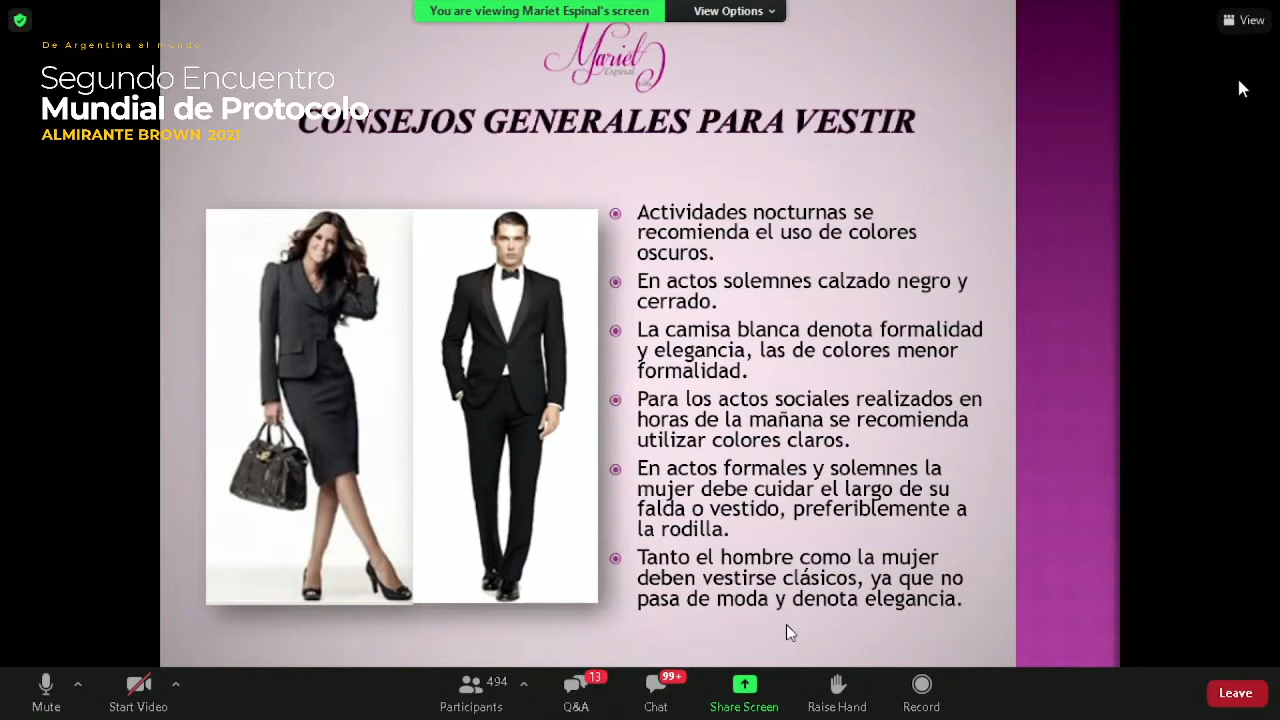 You are viewing Mariet Espinal's screen
View Options
View
De Argentina al mundo
Segundo Encuentro
Mundial de Protocolo
ALMIRANTE BROWN 2021
Mariet
Espinal
CONSEJOS GENERALES PARA VESTIR
Actividades nocturnas se
recomienda el uso de colores
oscuros.
En actos solemnes calzado negro y
cerrado.
La camisa blanca denota formalidad
y elegancia, las de colores menor
formalidad.
Para los actos sociales realizados en
horas de la mañana se recomienda
utilizar colores claros.
En actos formales y solemnes la
mujer debe cuidar el largo de su
falda o vestido, preferiblemente a
la rodilla.
Tanto el hombre como la mujer
deben vestirse clásicos, ya que no
pasa de moda y denota elegancia.
Mute
Start Video
494
Participants
13
Q&A
99+
Chat
Share Screen
Raise Hand
Record
Leave